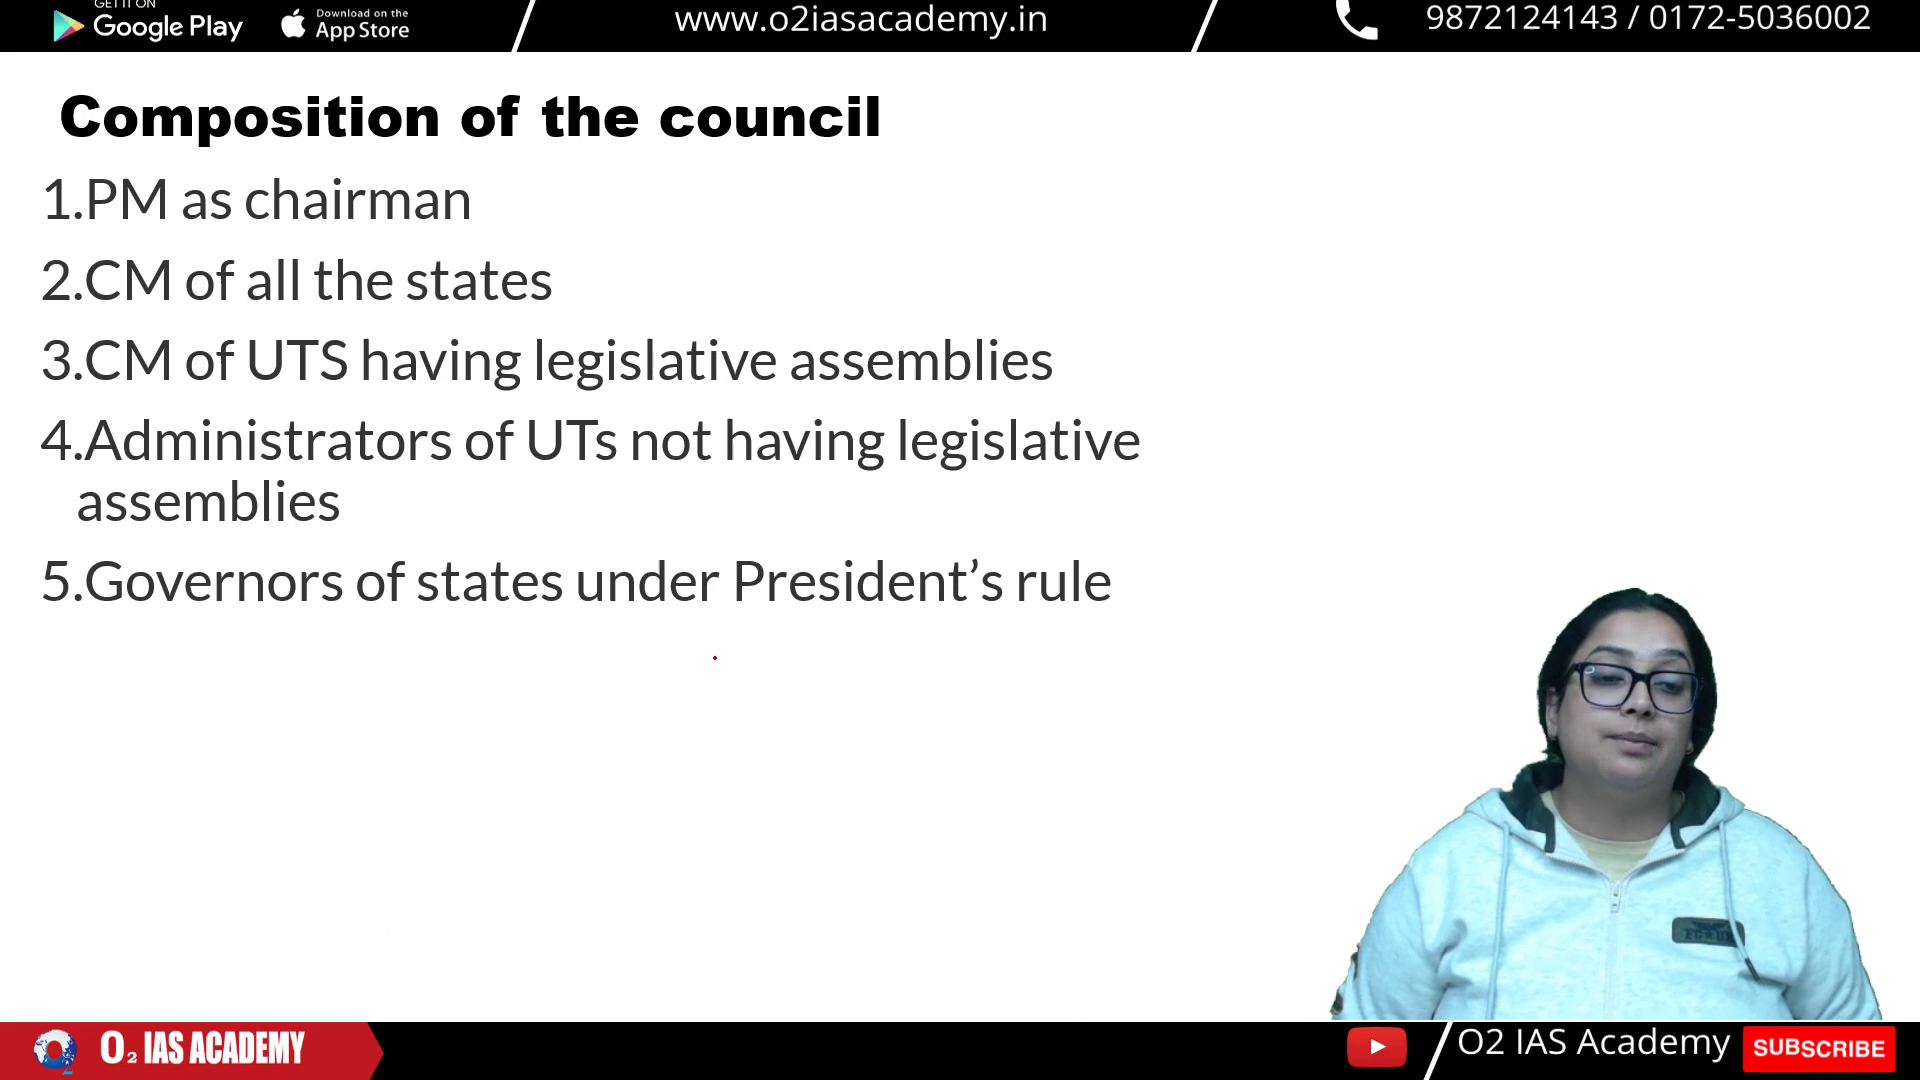 GET IT ON
Google Play
Download on the
App Store
www.o2iasacademy.in
9872124143 / 0172-5036002
Composition of the council
1.PM as chairman
2.CM of all the states
3.CM of UTS having legislative assemblies
4.Administrators of UTs not having legislative
assemblies
5.Governors of states under President’s rule
O2 IAS ACADEMY
O2 IAS Academy
SUBSCRIBE